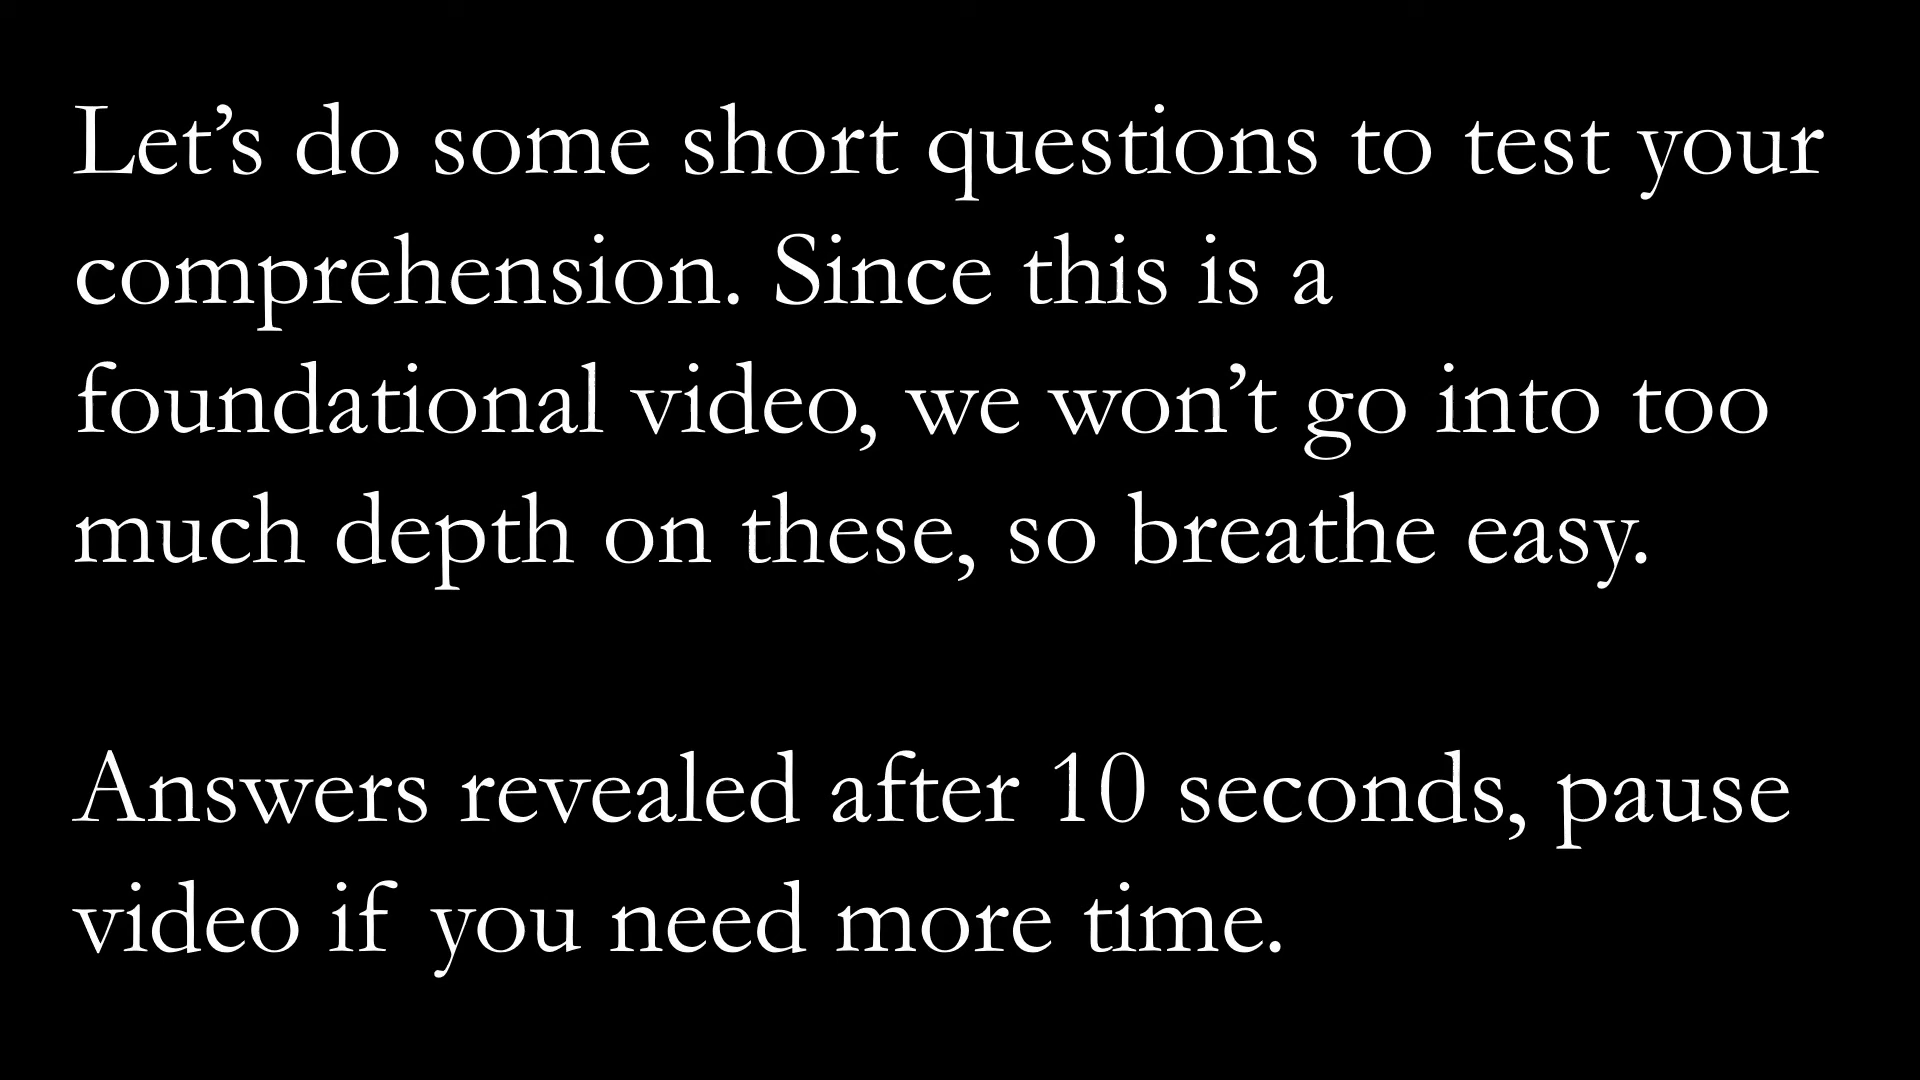 Let’s do some short questions to test your
comprehension. Since this is a
foundational video, we won’t go into too
much depth on these, so breathe easy.
Answers revealed after 10 seconds, pause
video if you need more time.